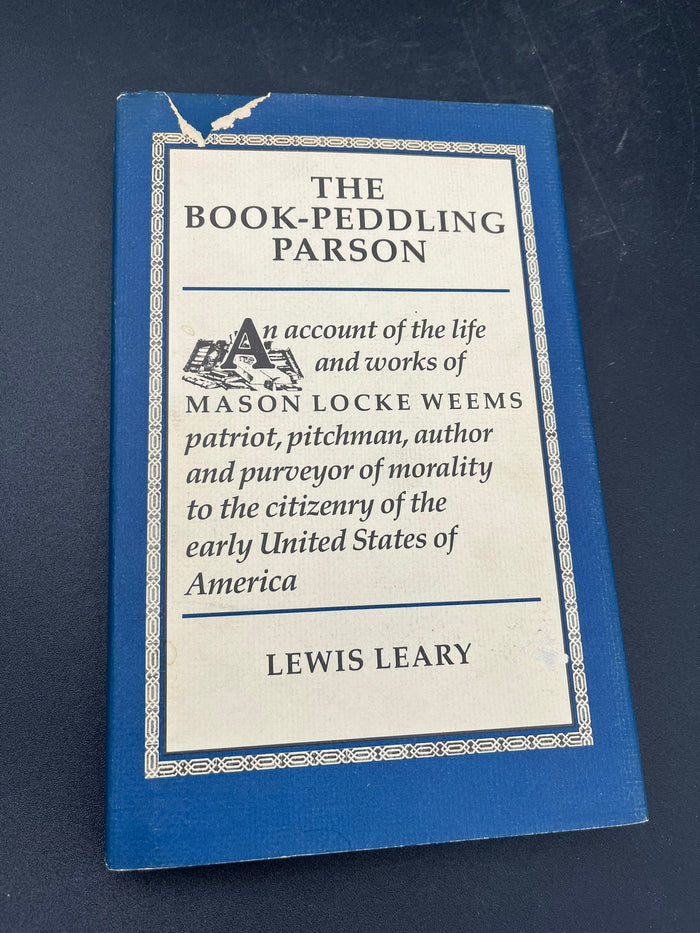 THE
BOOK-PEDDLING
PARSON
An account of the life
and works of
MASON LOCKE WEEMS
patriot, pitchman, author
and purveyor of morality
to the citizenry of the
early United States of
America
LEWIS LEARY